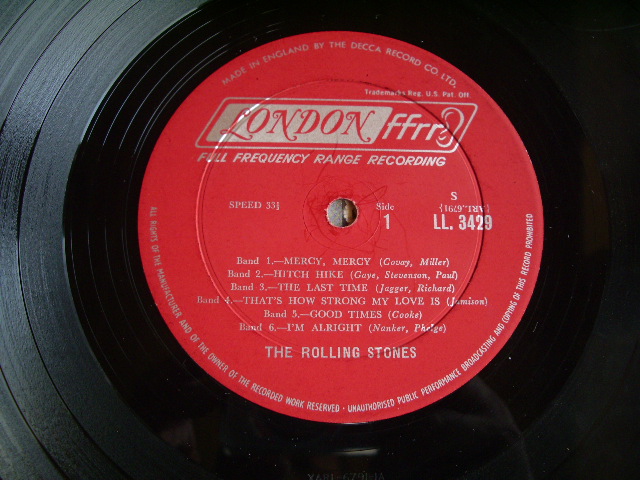 MADE IN ENGLAND BY THE DECCA RECORD CO. LTD.
Trademarks Reg. U.S. Pat. Off
LONDON ffrr
FULL FREQUENCY RANGE RECORDING
SPEED 33⅓
Side
1
S
(ARL.6791)
LL. 3429
Band 1.—MERCY, MERCY (Covay, Miller)
Band 2.—HITCH HIKE (Gaye, Stevenson, Paul)
Band 3.—THE LAST TIME (Jagger, Richard)
Band 4.—THAT'S HOW STRONG MY LOVE IS (Jamison)
Band 5.—GOOD TIMES (Cooke)
Band 6.—I'M ALRIGHT (Nanker, Phelge)
THE ROLLING STONES
ALL RIGHTS OF THE MANUFACTURER AND OF THE OWNER OF THE RECORDED WORK RESERVED · UNAUTHORISED PUBLIC PERFORMANCE BROADCASTING AND COPYING OF THIS RECORD PROHIBITED